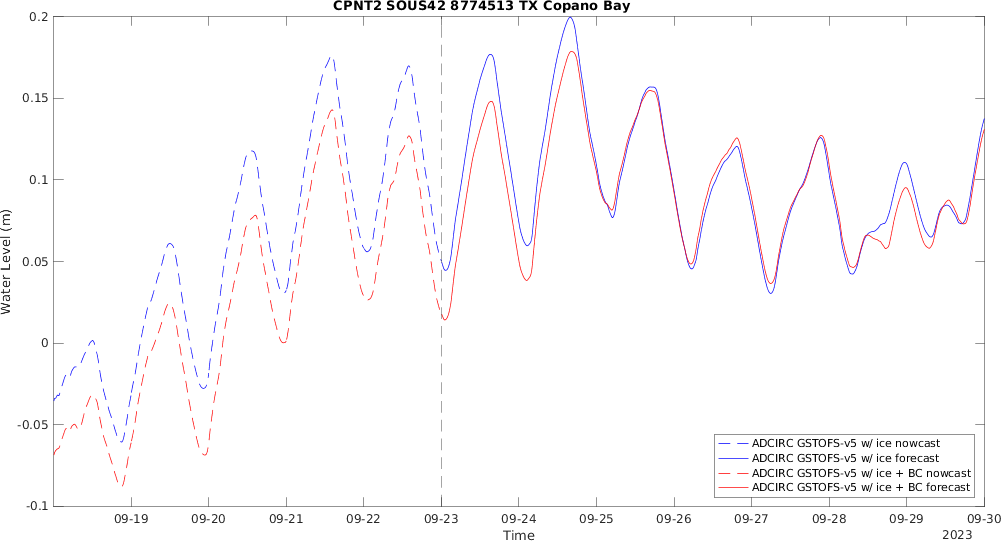 CPNT2 SOUS42 8774513 TX Copano Bay
0.2
0.15
0.1
0.05
0
-0.05
-0.1
Water Level (m)
ADCIRC GSTOFS-v5 w/ ice nowcast
ADCIRC GSTOFS-v5 w/ ice forecast
ADCIRC GSTOFS-v5 w/ ice + BC nowcast
ADCIRC GSTOFS-v5 w/ ice + BC forecast
09-19 09-20 09-21 09-22 09-23 09-24 09-25 09-26 09-27 09-28 09-29 09-30
Time
2023